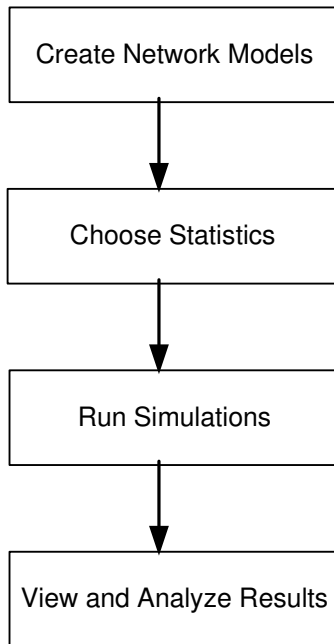 Create Network Models
Choose Statistics
Run Simulations
View and Analyze Results